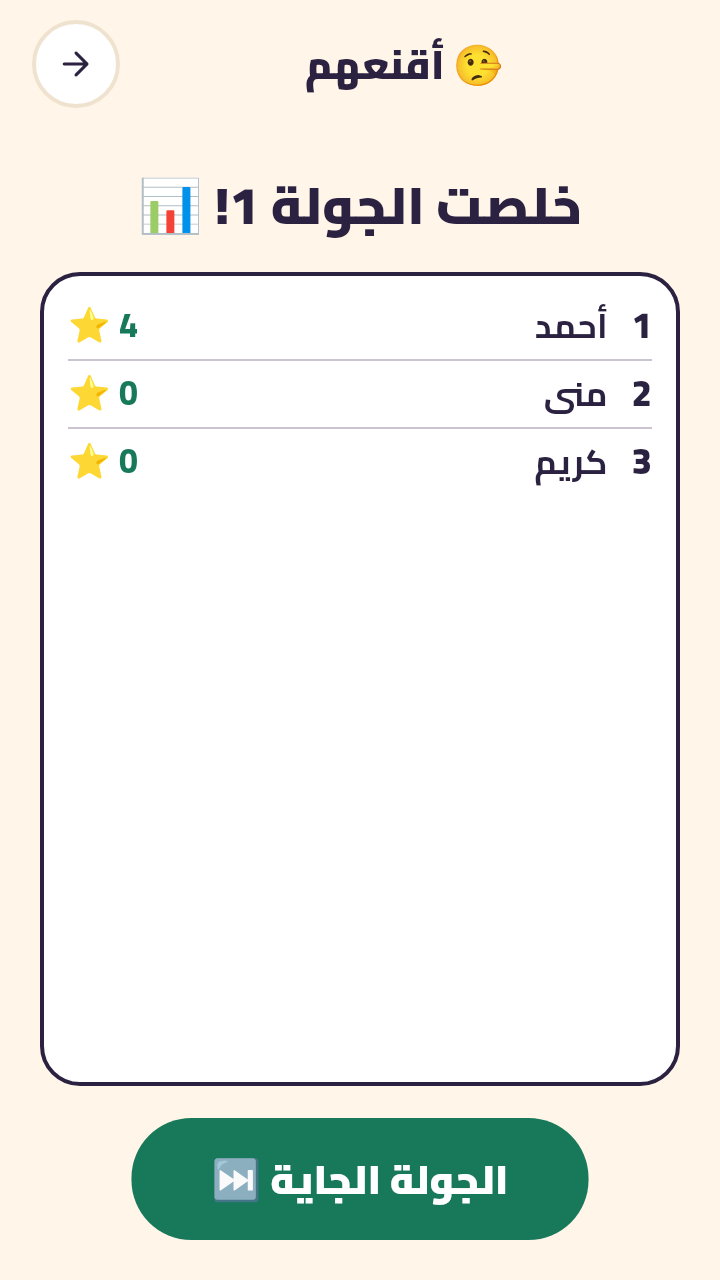 🤥 أقنعهم
خلصت الجولة 1! 📊
1 أحمد 4 ⭐
2 منى 0 ⭐
3 كريم 0 ⭐
الجولة الجاية ⏭️